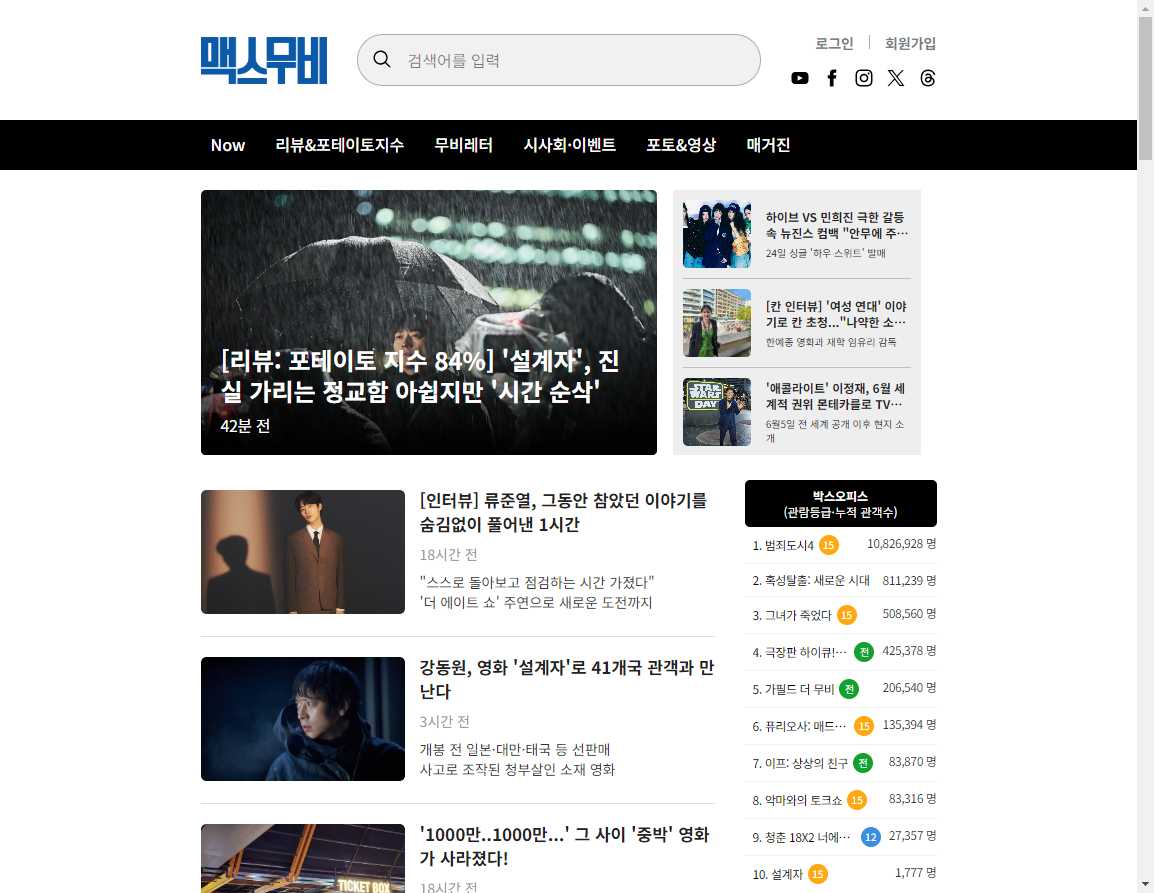 맥스무비
검색어를 입력
로그인
회원가입
Now
리뷰&포테이토지수
무비레터
시사회·이벤트
포토&영상
매거진
[리뷰: 포테이토 지수 84%] '설계자', 진
실 가리는 정교함 아쉽지만 '시간 순삭'
42분 전
하이브 VS 민희진 극한 갈등
속 뉴진스 컴백 "안무에 주…
24일 싱글 '하우 스위트' 발매
[칸 인터뷰] '여성 연대' 이야
기로 칸 초청..."나약한 소…
한예종 영화과 재학 임유리 감독
STAR
WARS
DAY
'애콜라이트' 이정재, 6월 세
계적 권위 몬테카를로 TV…
6월5일 전 세계 공개 이후 현지 소
개
[인터뷰] 류준열, 그동안 참았던 이야기를
숨김없이 풀어낸 1시간
18시간 전
"스스로 돌아보고 점검하는 시간 가졌다"
'더 에이트 쇼' 주연으로 새로운 도전까지
강동원, 영화 '설계자'로 41개국 관객과 만
난다
3시간 전
개봉 전 일본·대만·태국 등 선판매
사고로 조작된 청부살인 소재 영화
TICKET BOX
'1000만..1000만...' 그 사이 '중박' 영화
가 사라졌다!
18시간 전
박스오피스
(관람등급·누적 관객수)
1. 범죄도시4 15 10,826,928 명
2. 혹성탈출: 새로운 시대 811,239 명
3. 그녀가 죽었다 15 508,560 명
4. 극장판 하이큐!… 전 425,378 명
5. 가필드 더 무비 전 206,540 명
6. 퓨리오사: 매드… 15 135,394 명
7. 이프: 상상의 친구 전 83,870 명
8. 악마와의 토크쇼 15 83,316 명
9. 청춘 18X2 너에… 12 27,357 명
10. 설계자 15 1,777 명